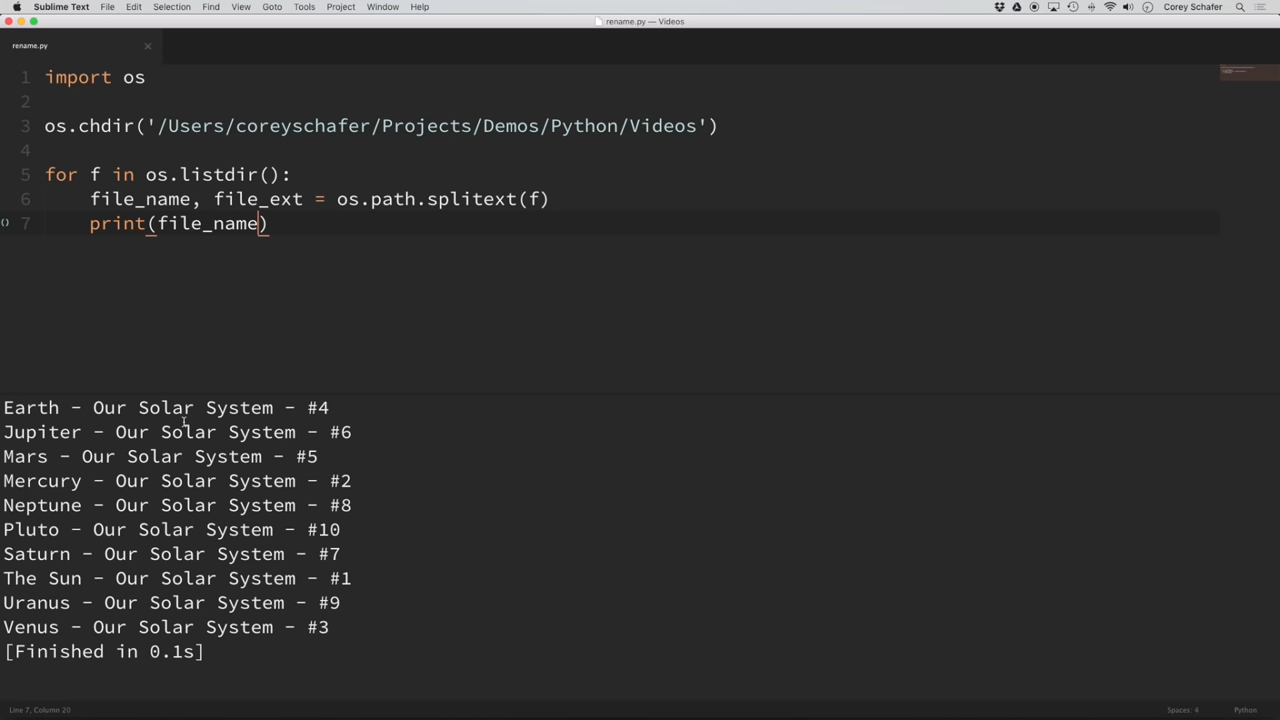 Sublime Text File Edit Selection Find View Goto Tools Project Window Help Corey Schafer
rename.py — Videos
rename.py
1 import os
2
3 os.chdir('/Users/coreyschafer/Projects/Demos/Python/Videos')
4
5 for f in os.listdir():
6 file_name, file_ext = os.path.splitext(f)
() 7 print(file_name)
Earth - Our Solar System - #4
Jupiter - Our Solar System - #6
Mars - Our Solar System - #5
Mercury - Our Solar System - #2
Neptune - Our Solar System - #8
Pluto - Our Solar System - #10
Saturn - Our Solar System - #7
The Sun - Our Solar System - #1
Uranus - Our Solar System - #9
Venus - Our Solar System - #3
[Finished in 0.1s]
Line 7, Column 20 Spaces: 4 Python